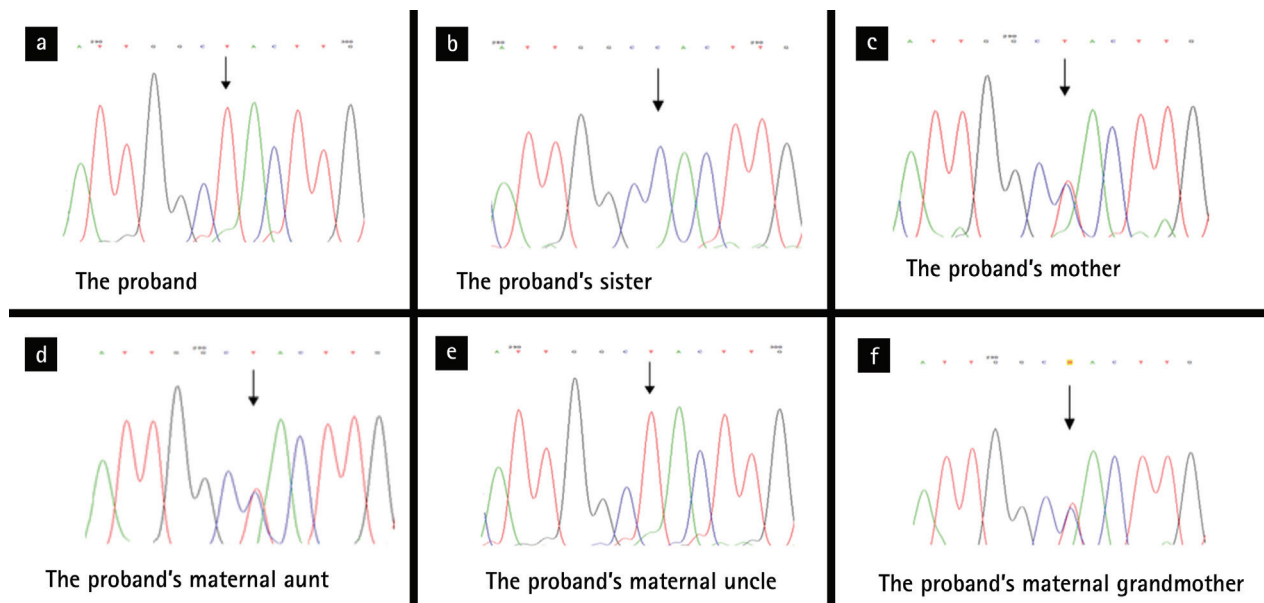 a
A T T G G C T A C T T G
The proband
b
A T T G G C C A C T T G
The proband's sister
c
A T T G G C T A C T T G
The proband's mother
d
A T T G G C T A C T T G
The proband's maternal aunt
e
A T T G G C T A C T T G
The proband's maternal uncle
f
A T T G G C A C T T G
The proband's maternal grandmother